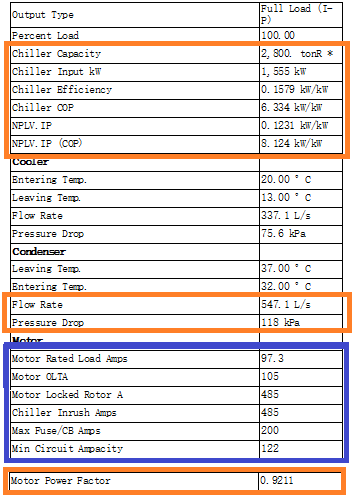 Output Type Full Load (I-P)
Percent Load 100.00
Chiller Capacity 2,800. tonR *
Chiller Input kW 1,555 kW
Chiller Efficiency 0.1579 kW/kW
Chiller COP 6.334 kW/kW
NPLV.IP 0.1231 kW/kW
NPLV.IP (COP) 8.124 kW/kW
Cooler
Entering Temp. 20.00 ° C
Leaving Temp. 13.00 ° C
Flow Rate 337.1 L/s
Pressure Drop 75.6 kPa
Condenser
Leaving Temp. 37.00 ° C
Entering Temp. 32.00 ° C
Flow Rate 547.1 L/s
Pressure Drop 118 kPa
Motor
Motor Rated Load Amps 97.3
Motor OLTA 105
Motor Locked Rotor A 485
Chiller Inrush Amps 485
Max Fuse/CB Amps 200
Min Circuit Ampacity 122
Motor Power Factor 0.9211